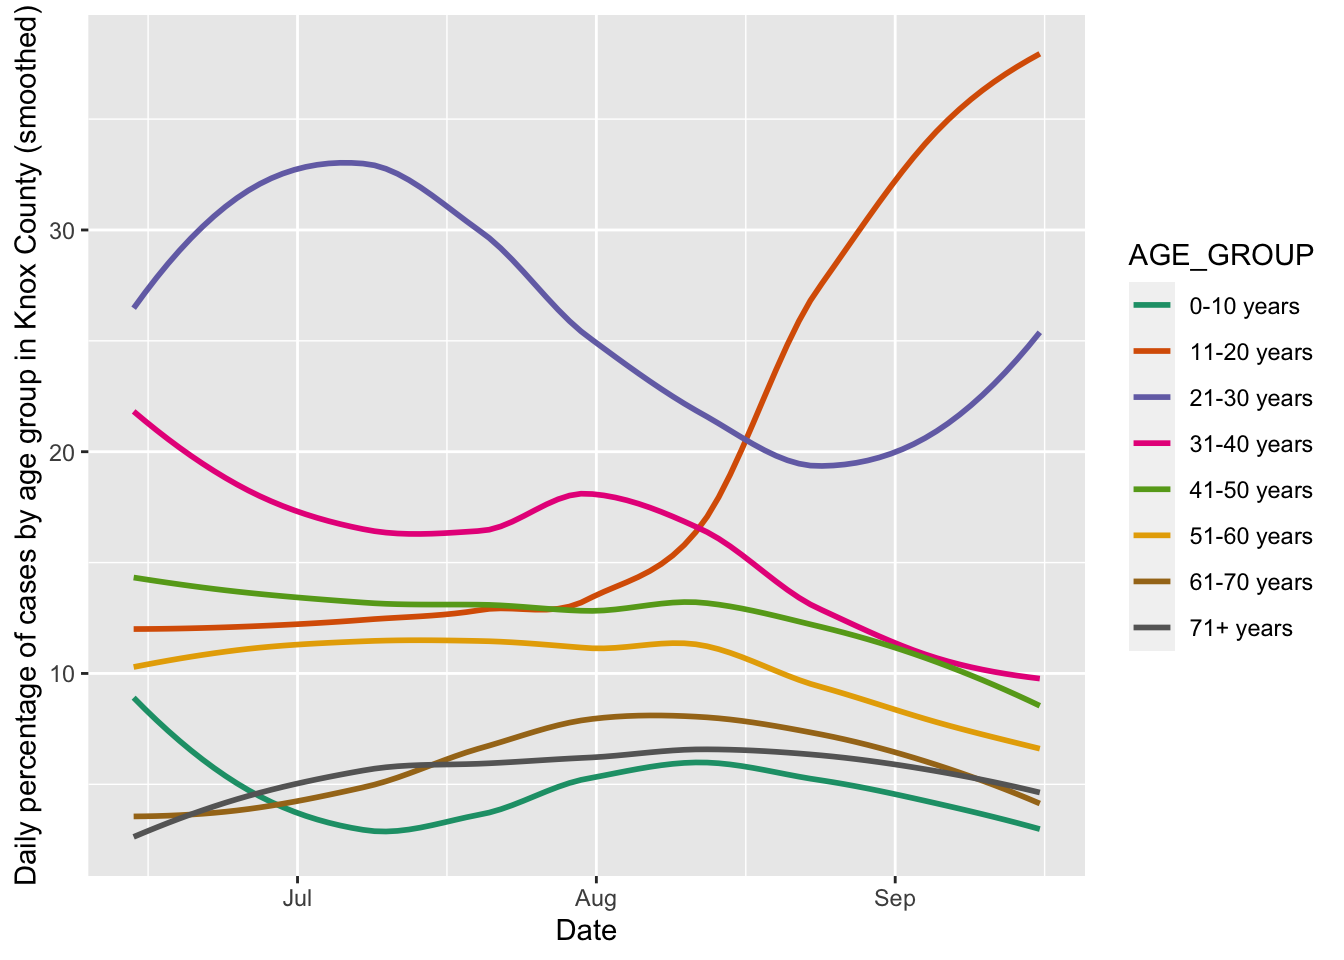 Daily percentage of cases by age group in Knox County (smoothed)
30
20
10
Jul
Aug
Sep
Date
AGE_GROUP
0-10 years
11-20 years
21-30 years
31-40 years
41-50 years
51-60 years
61-70 years
71+ years